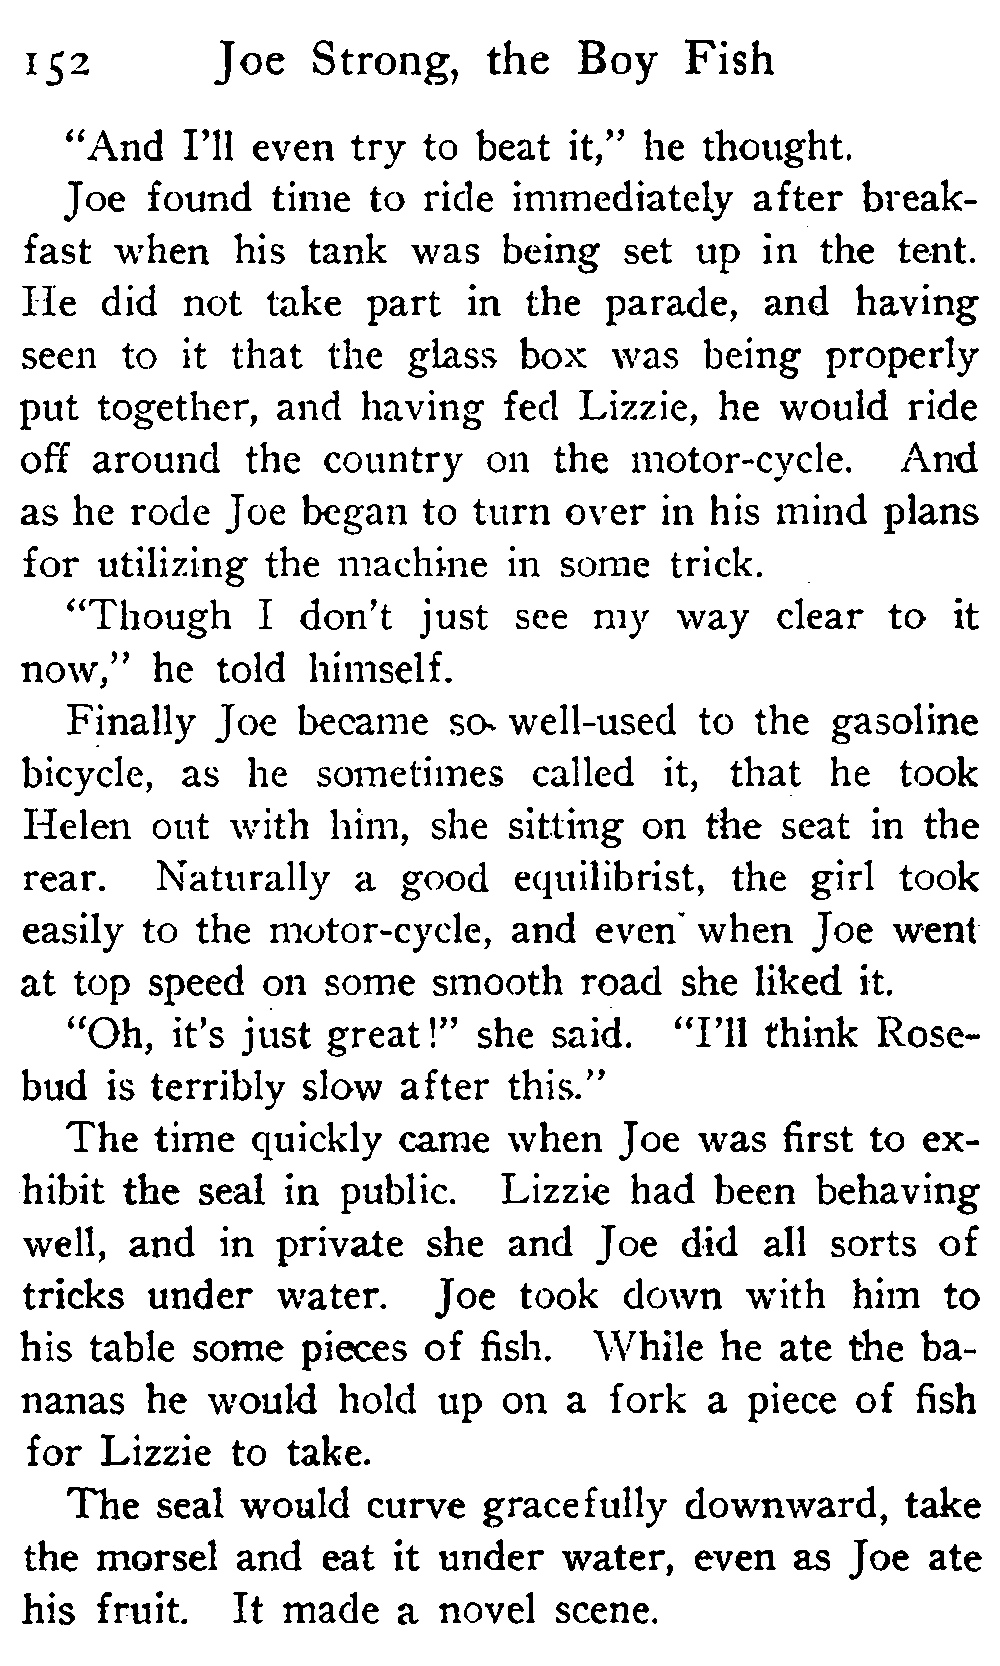 152 Joe Strong, the Boy Fish
"And I'll even try to beat it," he thought.
Joe found time to ride immediately after break-
fast when his tank was being set up in the tent.
He did not take part in the parade, and having
seen to it that the glass box was being properly
put together, and having fed Lizzie, he would ride
off around the country on the motor-cycle. And
as he rode Joe began to turn over in his mind plans
for utilizing the machine in some trick.
"Though I don't just see my way clear to it
now," he told himself.
Finally Joe became so well-used to the gasoline
bicycle, as he sometimes called it, that he took
Helen out with him, she sitting on the seat in the
rear. Naturally a good equilibrist, the girl took
easily to the motor-cycle, and even when Joe went
at top speed on some smooth road she liked it.
"Oh, it's just great!" she said. "I'll think Rose-
bud is terribly slow after this."
The time quickly came when Joe was first to ex-
hibit the seal in public. Lizzie had been behaving
well, and in private she and Joe did all sorts of
tricks under water. Joe took down with him to
his table some pieces of fish. While he ate the ba-
nanas he would hold up on a fork a piece of fish
for Lizzie to take.
The seal would curve gracefully downward, take
the morsel and eat it under water, even as Joe ate
his fruit. It made a novel scene.